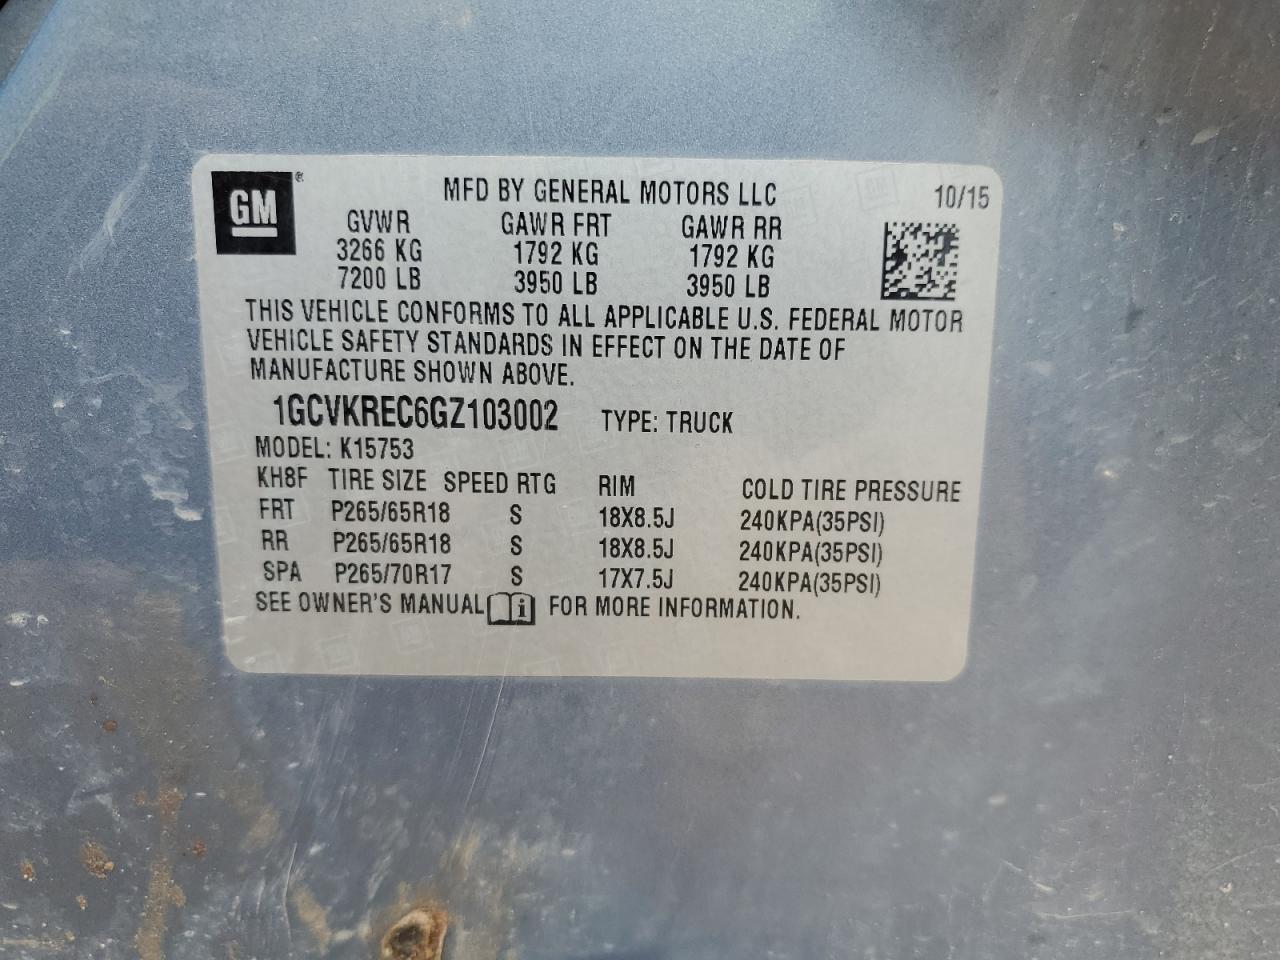 GM ®
MFD BY GENERAL MOTORS LLC 10/15
GVWR GAWR FRT GAWR RR
3266 KG 1792 KG 1792 KG
7200 LB 3950 LB 3950 LB
THIS VEHICLE CONFORMS TO ALL APPLICABLE U.S. FEDERAL MOTOR
VEHICLE SAFETY STANDARDS IN EFFECT ON THE DATE OF
MANUFACTURE SHOWN ABOVE.
1GCVKREC6GZ103002 TYPE: TRUCK
MODEL: K15753
KH8F TIRE SIZE SPEED RTG RIM COLD TIRE PRESSURE
FRT P265/65R18 S 18X8.5J 240KPA(35PSI)
RR P265/65R18 S 18X8.5J 240KPA(35PSI)
SPA P265/70R17 S 17X7.5J 240KPA(35PSI)
SEE OWNER'S MANUAL i FOR MORE INFORMATION.